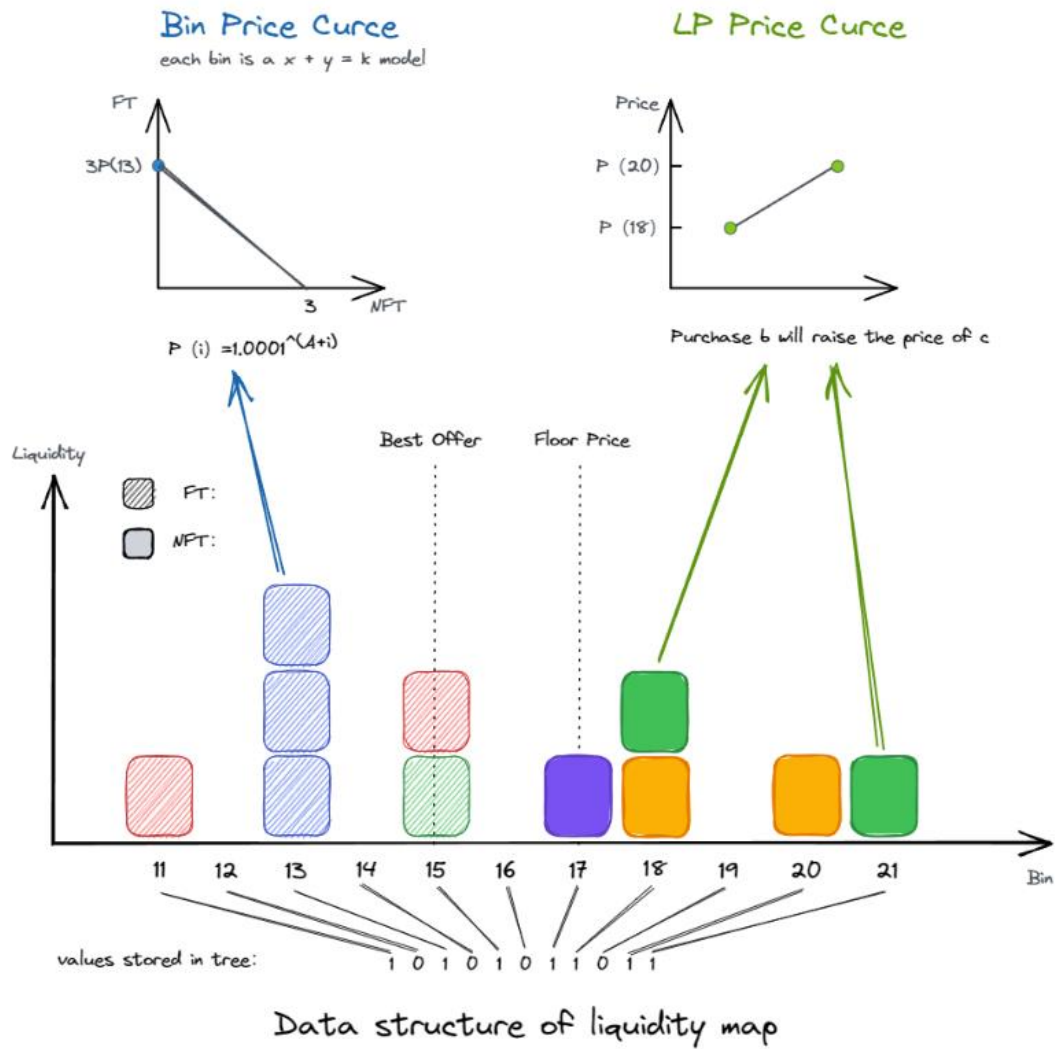 Bin Price Curce
each bin is a x + y = k model
FT
3P(13)
3
NFT
P (i) =1.0001^(A+i)
LP Price Curce
Price
P (20)
P (18)
Purchase b will raise the price of c
Best Offer
Floor Price
Liquidity
FT:
NFT:
11 12 13 14 15 16 17 18 19 20 21
Bin
values stored in tree: 1 0 1 0 1 0 1 1 0 1 1
Data structure of liquidity map